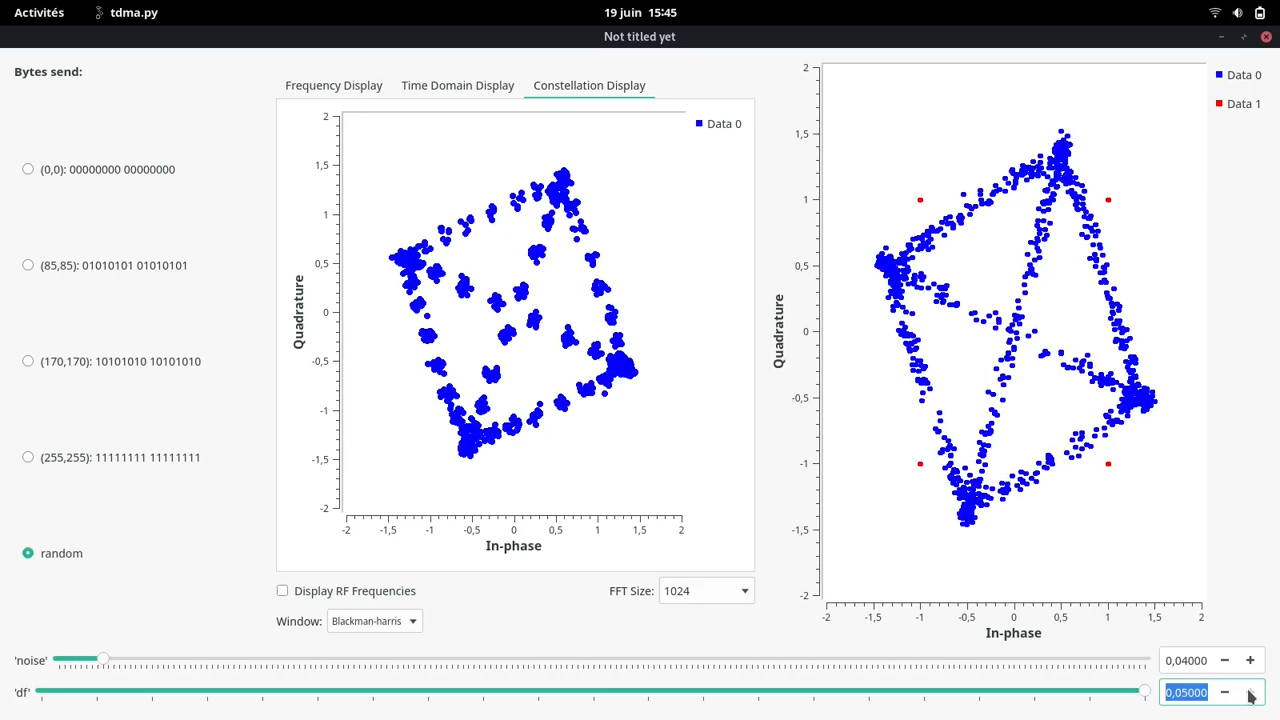 Activités
tdma.py
19 juin 15:45
Not titled yet
Bytes send:
(0,0): 00000000 00000000
(85,85): 01010101 01010101
(170,170): 10101010 10101010
(255,255): 11111111 11111111
random
Frequency Display
Time Domain Display
Constellation Display
2
1,5
1
0,5
0
-0,5
-1
-1,5
-2
Quadrature
-2 -1,5 -1 -0,5 0 0,5 1 1,5 2
In-phase
Data 0
Display RF Frequencies
FFT Size: 1024
Window: Blackman-harris
2
1,5
1
0,5
0
-0,5
-1
-1,5
-2
Quadrature
-2 -1,5 -1 -0,5 0 0,5 1 1,5 2
In-phase
Data 0
Data 1
'noise' 0,04000
'df' 0,05000